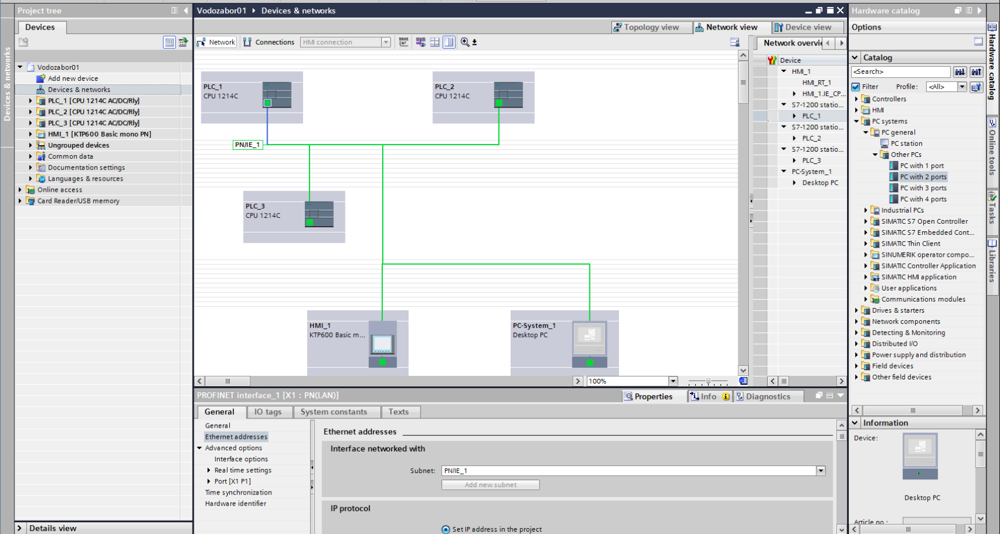 Project tree
Devices
Devices & networks
Vodozabor01
Add new device
Devices & networks
PLC_1 [CPU 1214C AC/DC/Rly]
PLC_2 [CPU 1214C AC/DC/Rly]
PLC_3 [CPU 1214C AC/DC/Rly]
HMI_1 [KTP600 Basic mono PN]
Ungrouped devices
Common data
Documentation settings
Languages & resources
Online access
Card Reader/USB memory
Details view
Vodozabor01 Devices & networks
Topology view
Network view
Device view
Network
Connections
HMI connection
PLC_1
CPU 1214C
PLC_2
CPU 1214C
PN/IE_1
PLC_3
CPU 1214C
HMI_1
KTP600 Basic m...
PC-System_1
Desktop PC
100%
Network overvi
Device
HMI_1
HMI_RT_1
HMI_1.IE_CP...
S7-1200 statio...
PLC_1
S7-1200 statio...
PLC_2
S7-1200 statio...
PLC_3
PC-System_1
Desktop PC
PROFINET interface_1 [X1 : PN(LAN)]
Properties
Info
Diagnostics
General
IO tags
System constants
Texts
General
Ethernet addresses
Advanced options
Interface options
Real time settings
Port [X1 P1]
Time synchronization
Hardware identifier
Ethernet addresses
Interface networked with
Subnet: PN/IE_1
Add new subnet
IP protocol
Set IP address in the project
Hardware catalog
Options
Catalog
<Search>
Filter Profile: <All>
Controllers
HMI
PC systems
PC general
PC station
Other PCs
PC with 1 port
PC with 2 ports
PC with 3 ports
PC with 4 ports
Industrial PCs
SIMATIC S7 Open Controller
SIMATIC S7 Embedded Cont...
SIMATIC Thin Client
SINUMERIK operator compo...
SIMATIC Controller Application
SIMATIC HMI application
User applications
Communications modules
Drives & starters
Network components
Detecting & Monitoring
Distributed I/O
Power supply and distribution
Field devices
Other field devices
Information
Device:
Desktop PC
Article no.:
Hardware catalog
Online tools
Tasks
Libraries